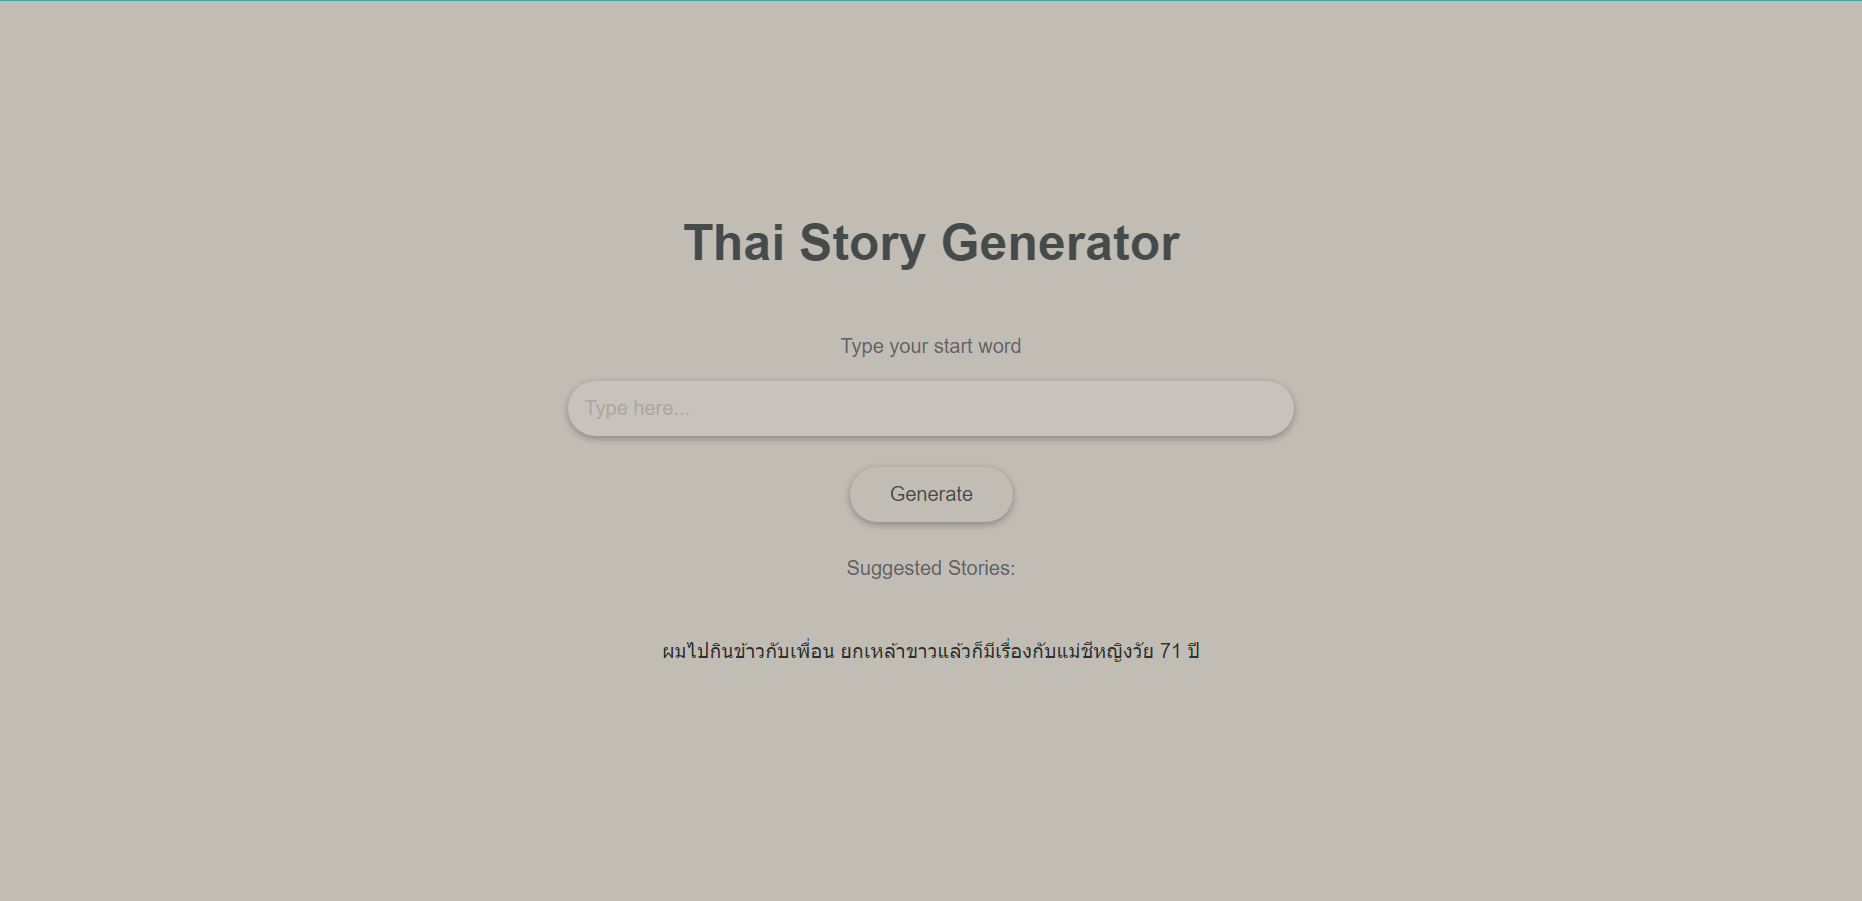 Thai Story Generator
Type your start word
Type here...
Generate
Suggested Stories:
ผมไปกินข้าวกับเพื่อน ยกเหล้าขาวแล้วก็มีเรื่องกับแม่ชีหญิงวัย 71 ปี